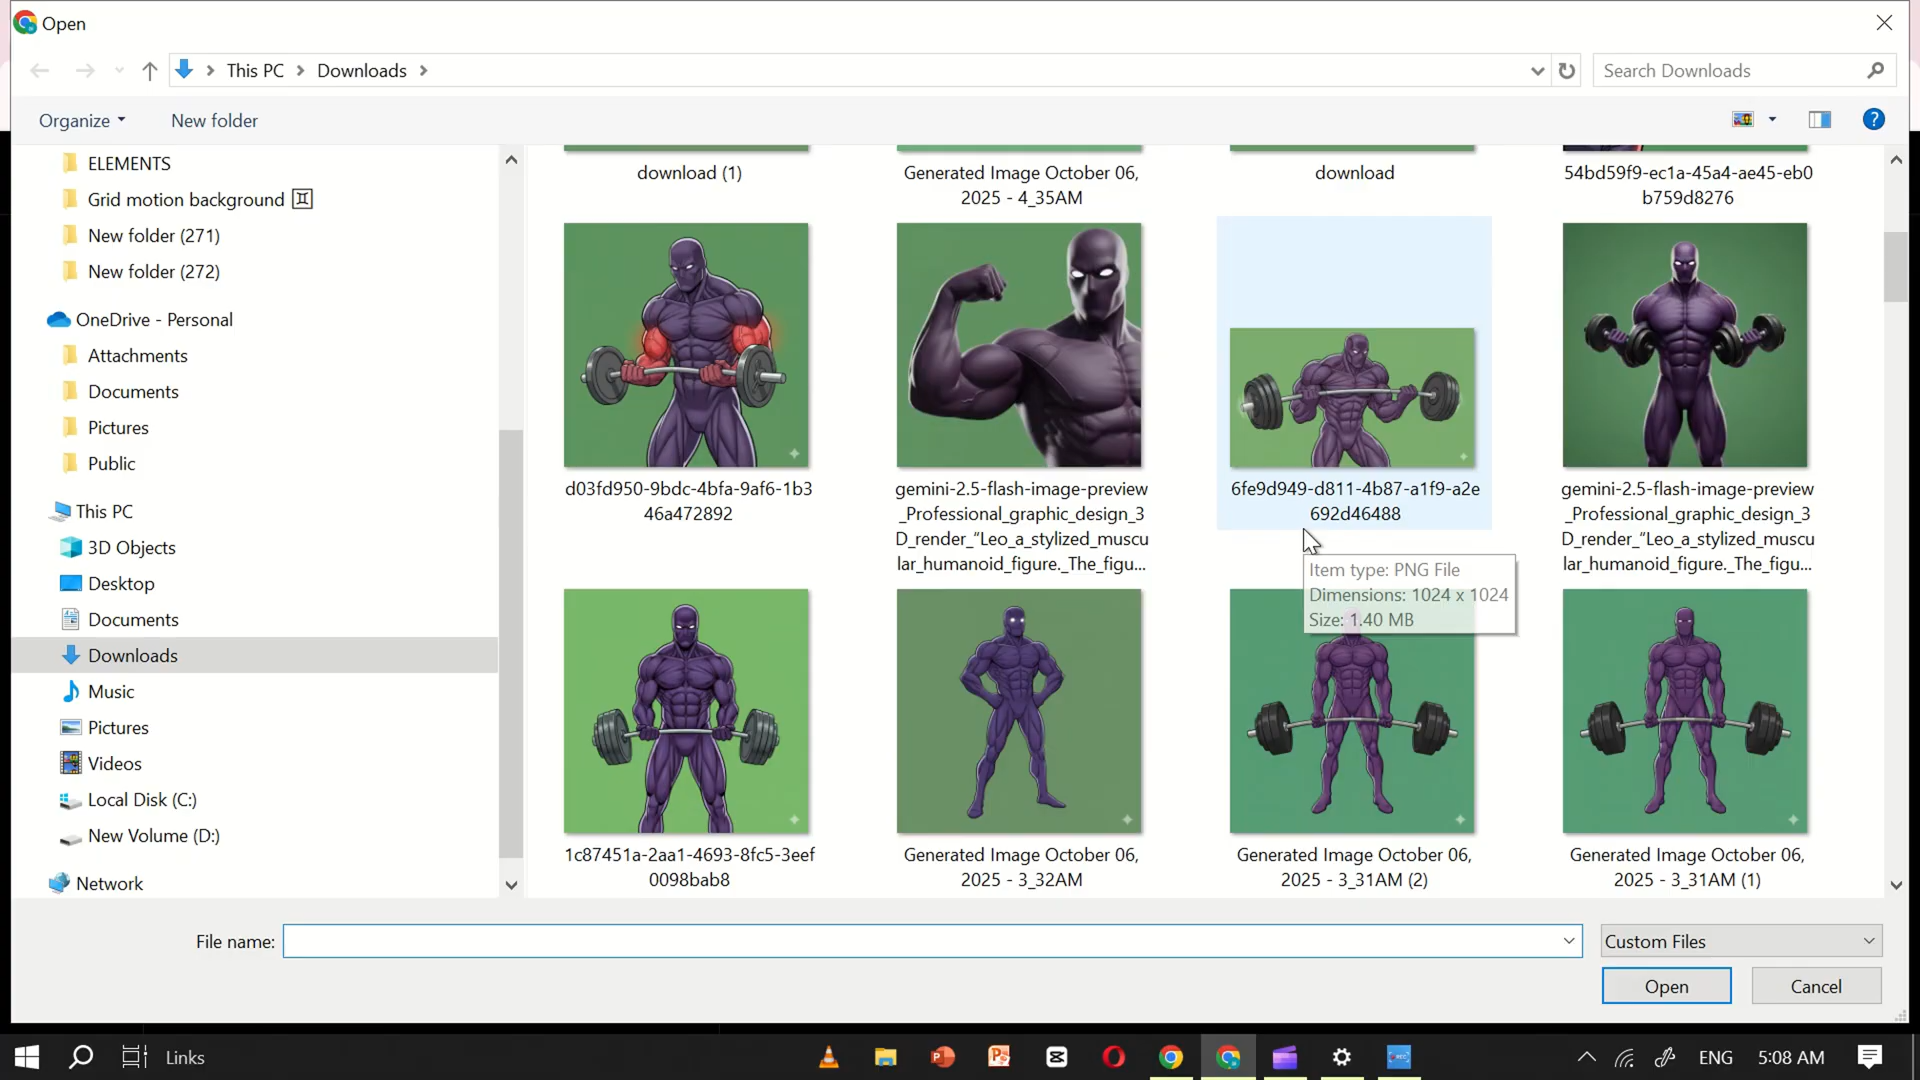 Open
This PC
Downloads
Search Downloads
Organize
New folder
?
ELEMENTS
Grid motion background
New folder (271)
New folder (272)
OneDrive - Personal
Attachments
Documents
Pictures
Public
This PC
3D Objects
Desktop
Documents
Downloads
Music
Pictures
Videos
Local Disk (C:)
New Volume (D:)
Network
download (1)
Generated Image October 06,
2025 - 4_35AM
download
54bd59f9-ec1a-45a4-ae45-eb0
b759d8276
d03fd950-9bdc-4bfa-9af6-1b3
46a472892
gemini-2.5-flash-image-preview
_Professional_graphic_design_3
D_render_“Leo_a_stylized_muscu
lar_humanoid_figure._The_figu...
6fe9d949-d811-4b87-a1f9-a2e
692d46488
gemini-2.5-flash-image-preview
_Professional_graphic_design_3
D_render_“Leo_a_stylized_muscu
lar_humanoid_figure._The_figu...
Item type: PNG File
Dimensions: 1024 x 1024
Size: 1.40 MB
1c87451a-2aa1-4693-8fc5-3eef
0098bab8
Generated Image October 06,
2025 - 3_32AM
Generated Image October 06,
2025 - 3_31AM (2)
Generated Image October 06,
2025 - 3_31AM (1)
File name:
Custom Files
Open
Cancel
Links
ENG
5:08 AM